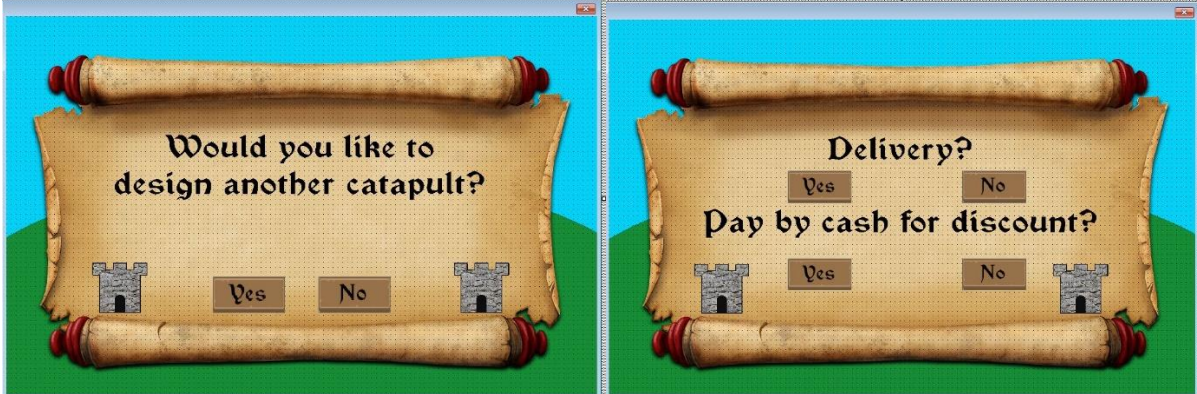 Would you like to
design another catapult?
Yes No
Delivery?
Yes No
Pay by cash for discount?
Yes No